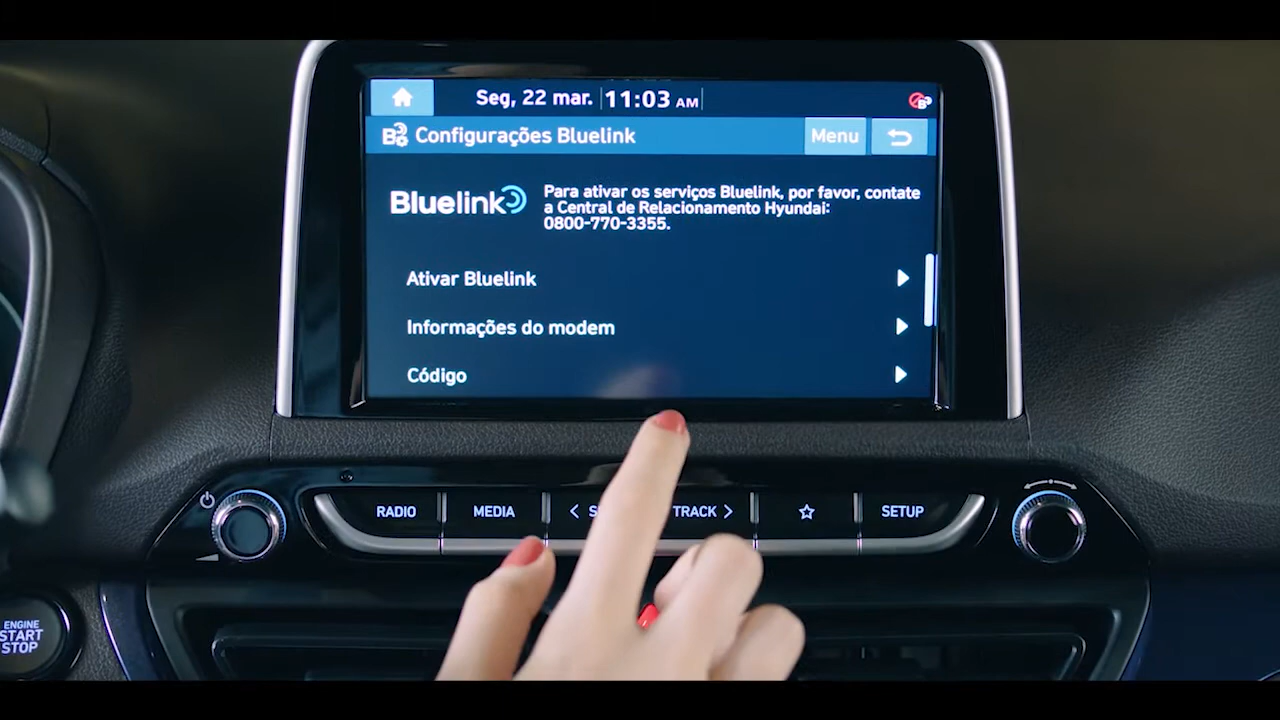 Seg, 22 mar. 11:03 AM
Configurações Bluelink Menu
Bluelink
Para ativar os serviços Bluelink, por favor, contate
a Central de Relacionamento Hyundai:
0800-770-3355.
Ativar Bluelink
Informações do modem
Código
RADIO MEDIA < TRACK > SETUP
ENGINE
START
STOP